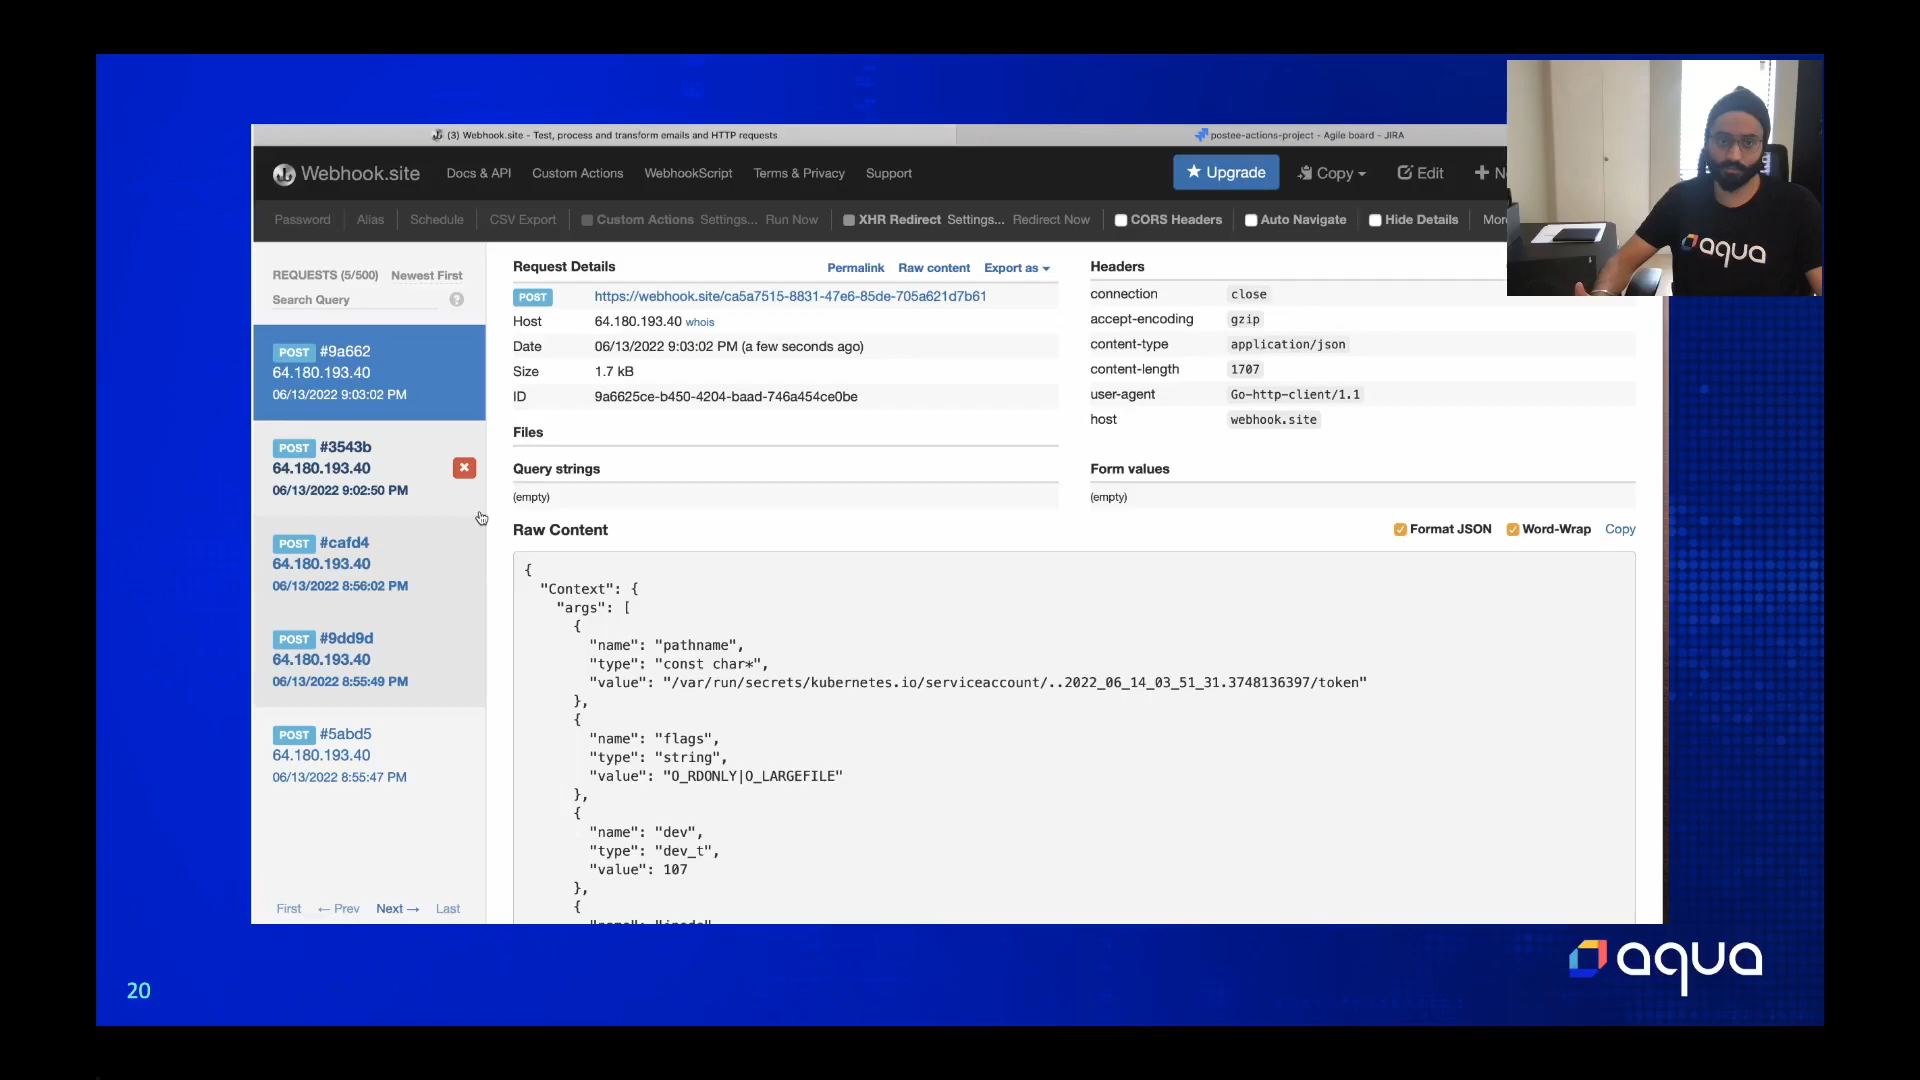 (3) Webhook.site - Test, process and transform emails and HTTP requests
postee-actions-project - Agile board - JIRA
Webhook.site Docs & API Custom Actions WebhookScript Terms & Privacy Support Upgrade Copy Edit
Password Alias Schedule CSV Export Custom Actions Settings... Run Now XHR Redirect Settings... Redirect Now CORS Headers Auto Navigate Hide Details
REQUESTS (5/500) Newest First
Search Query ?
POST #9a662
64.180.193.40
06/13/2022 9:03:02 PM
POST #3543b
64.180.193.40
06/13/2022 9:02:50 PM
POST #cafd4
64.180.193.40
06/13/2022 8:56:02 PM
POST #9dd9d
64.180.193.40
06/13/2022 8:55:49 PM
POST #5abd5
64.180.193.40
06/13/2022 8:55:47 PM
First ← Prev Next → Last
Request Details Permalink Raw content Export as
POST https://webhook.site/ca5a7515-8831-47e6-85de-705a621d7b61
Host 64.180.193.40 whois
Date 06/13/2022 9:03:02 PM (a few seconds ago)
Size 1.7 kB
ID 9a6625ce-b450-4204-baad-746a454ce0be
Files
Query strings
(empty)
Headers
connection close
accept-encoding gzip
content-type application/json
content-length 1707
user-agent Go-http-client/1.1
host webhook.site
Form values
(empty)
Raw Content Format JSON Word-Wrap Copy
{
"Context": {
"args": [
{
"name": "pathname",
"type": "const char*",
"value": "/var/run/secrets/kubernetes.io/serviceaccount/..2022_06_14_03_51_31.3748136397/token"
},
{
"name": "flags",
"type": "string",
"value": "O_RDONLY|O_LARGEFILE"
},
{
"name": "dev",
"type": "dev_t",
"value": 107
},
{
aqua
aqua
20